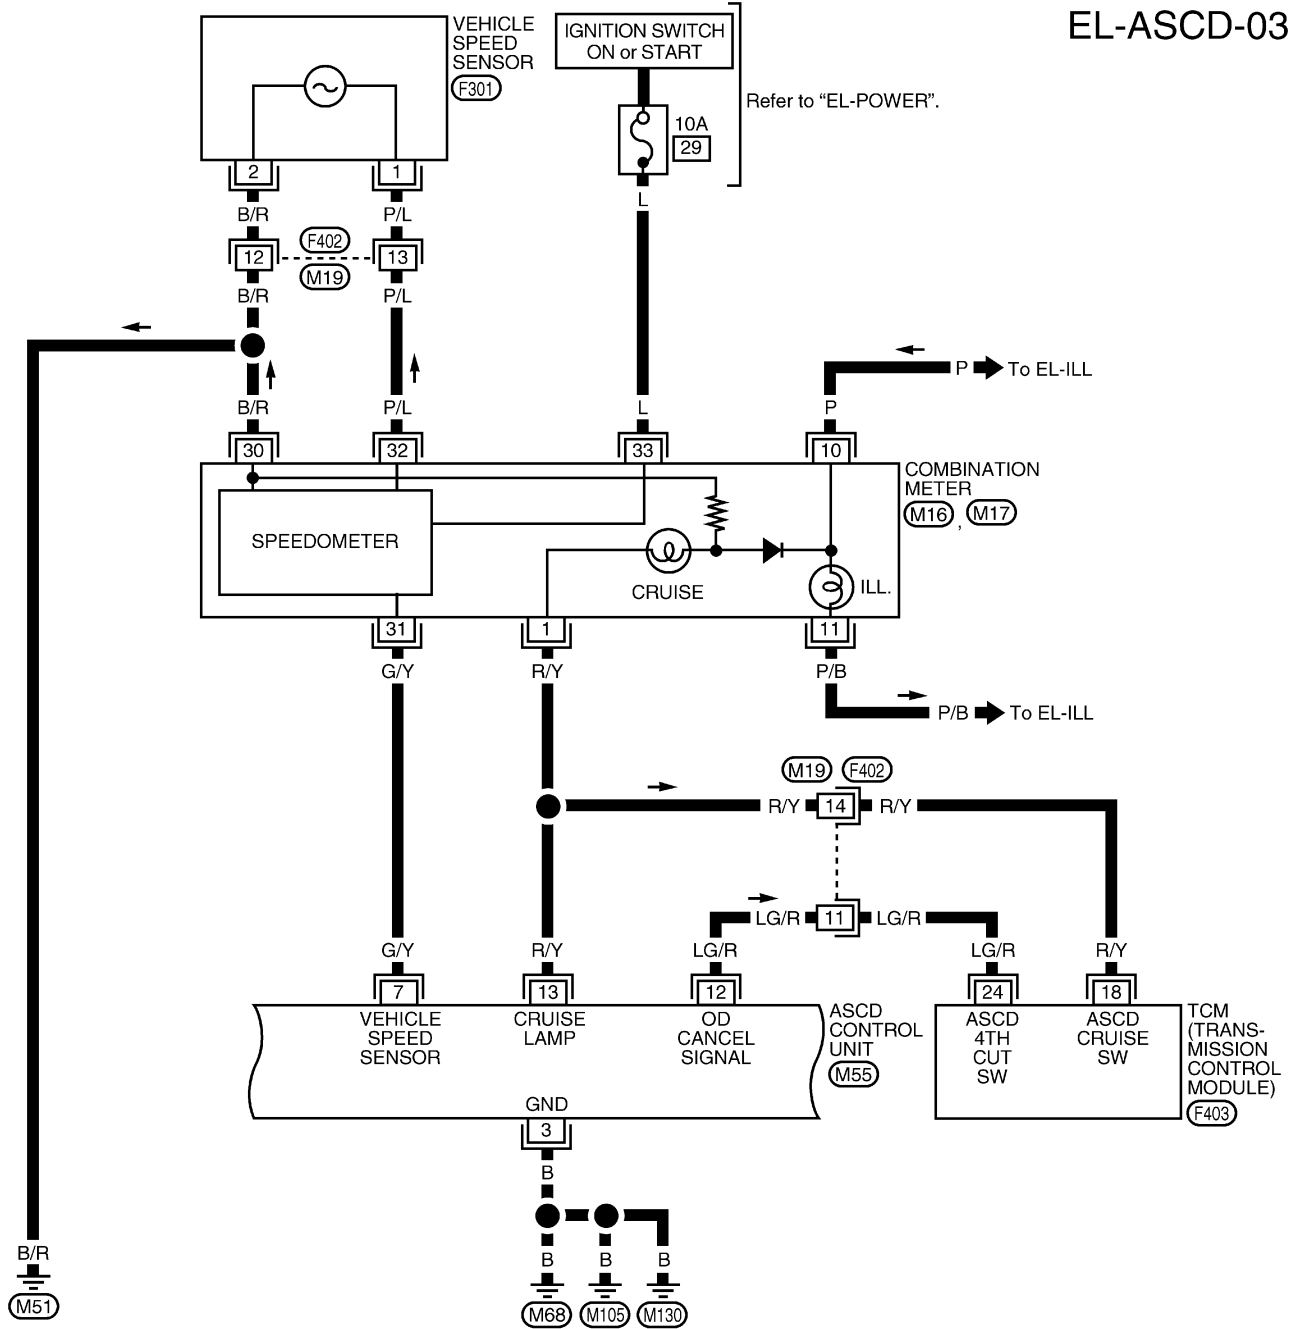 EL-ASCD-03
VEHICLE
SPEED
SENSOR
F301
IGNITION SWITCH
ON or START
Refer to “EL-POWER”.
10A
29
2
1
B/R
P/L
L
12
F402
13
M19
B/R
P/L
P
To EL-ILL
B/R
P/L
L
P
30
32
33
10
COMBINATION
METER
M16 , M17
SPEEDOMETER
CRUISE
ILL.
31
1
11
G/Y
R/Y
P/B
P/B
To EL-ILL
M19
F402
R/Y
14
R/Y
LG/R
11
LG/R
G/Y
R/Y
LG/R
LG/R
R/Y
7
13
12
24
18
VEHICLE
SPEED
SENSOR
CRUISE
LAMP
OD
CANCEL
SIGNAL
ASCD
CONTROL
UNIT
M55
ASCD
4TH
CUT
SW
ASCD
CRUISE
SW
TCM
(TRANS-
MISSION
CONTROL
MODULE)
F403
GND
3
B
B/R
B
B
B
M51
M68
M105
M130